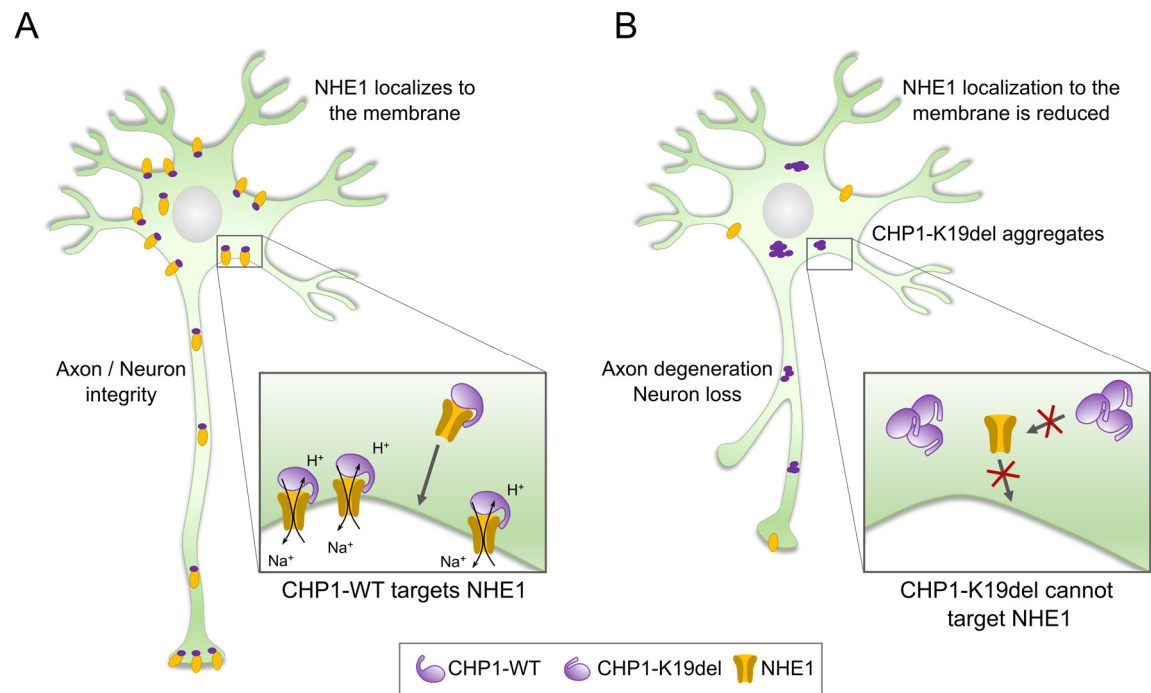 A
NHE1 localizes to
the membrane
Axon / Neuron
integrity
H⁺
H⁺
H⁺
Na⁺
Na⁺
Na⁺
CHP1-WT targets NHE1
B
NHE1 localization to the
membrane is reduced
CHP1-K19del aggregates
Axon degeneration
Neuron loss
CHP1-K19del cannot
target NHE1
CHP1-WT
CHP1-K19del
NHE1